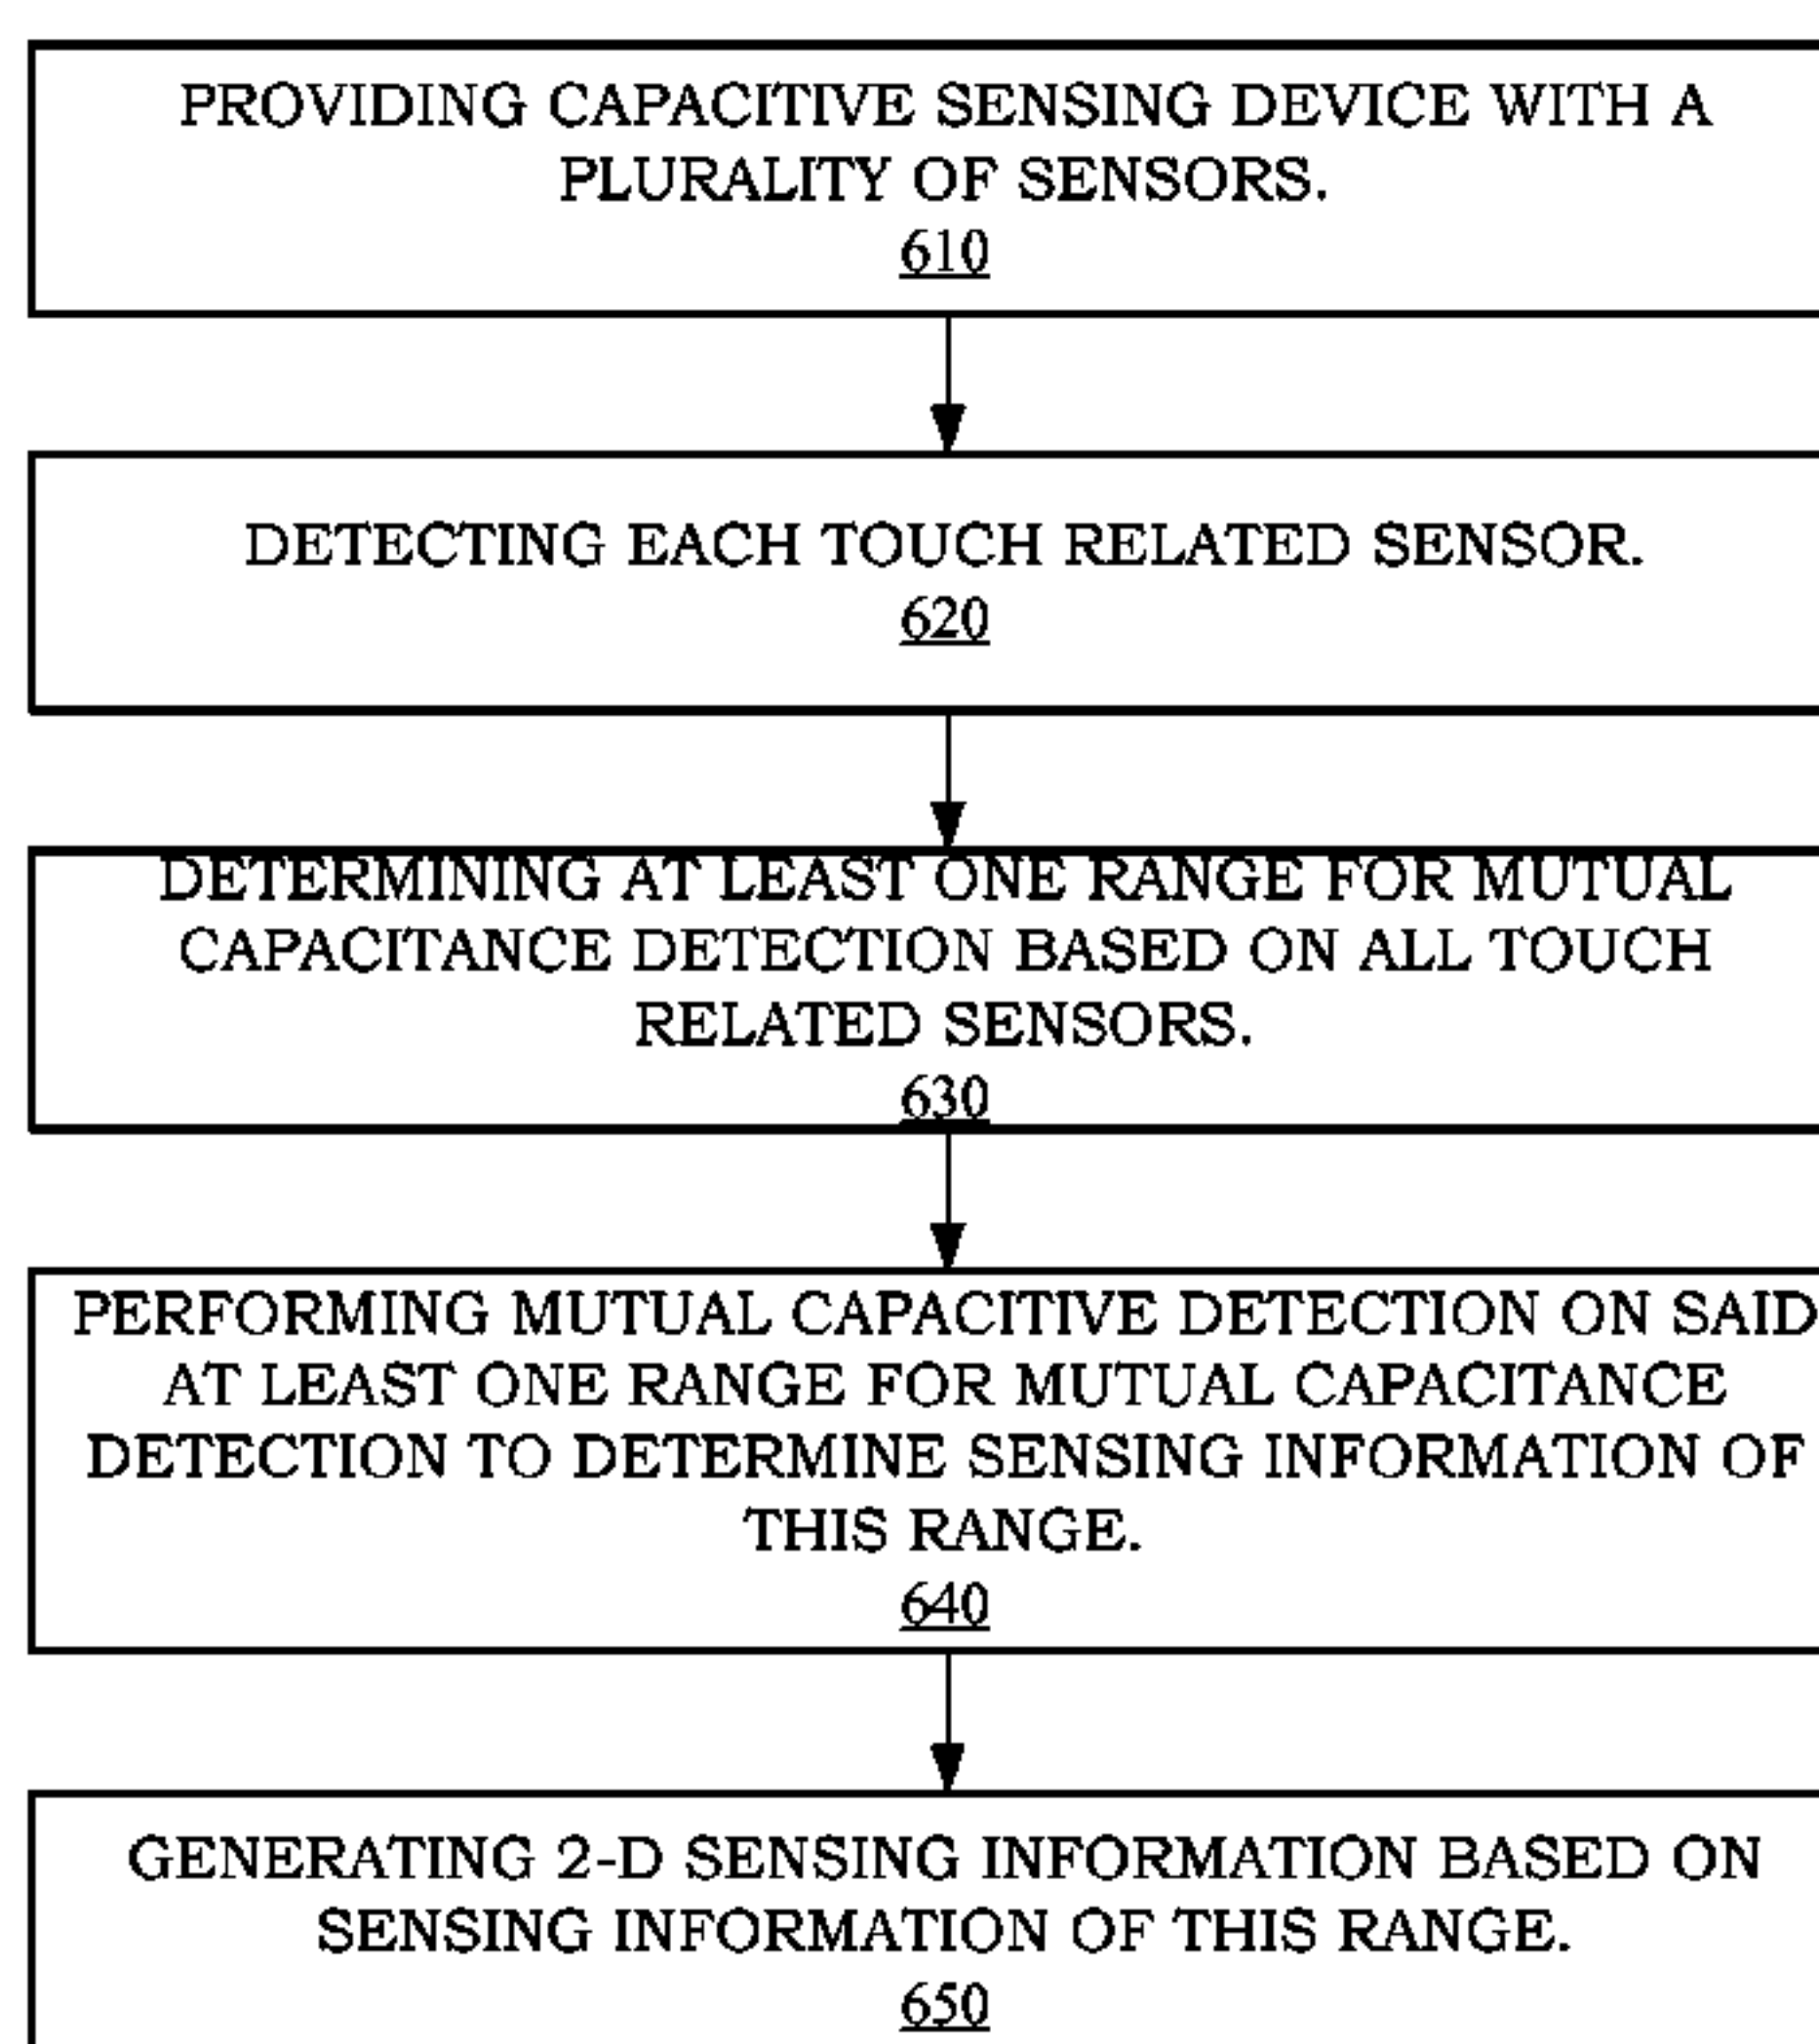 PROVIDING CAPACITIVE SENSING DEVICE WITH A
PLURALITY OF SENSORS.
610
DETECTING EACH TOUCH RELATED SENSOR.
620
DETERMINING AT LEAST ONE RANGE FOR MUTUAL
CAPACITANCE DETECTION BASED ON ALL TOUCH
RELATED SENSORS.
630
PERFORMING MUTUAL CAPACITIVE DETECTION ON SAID
AT LEAST ONE RANGE FOR MUTUAL CAPACITANCE
DETECTION TO DETERMINE SENSING INFORMATION OF
THIS RANGE.
640
GENERATING 2-D SENSING INFORMATION BASED ON
SENSING INFORMATION OF THIS RANGE.
650